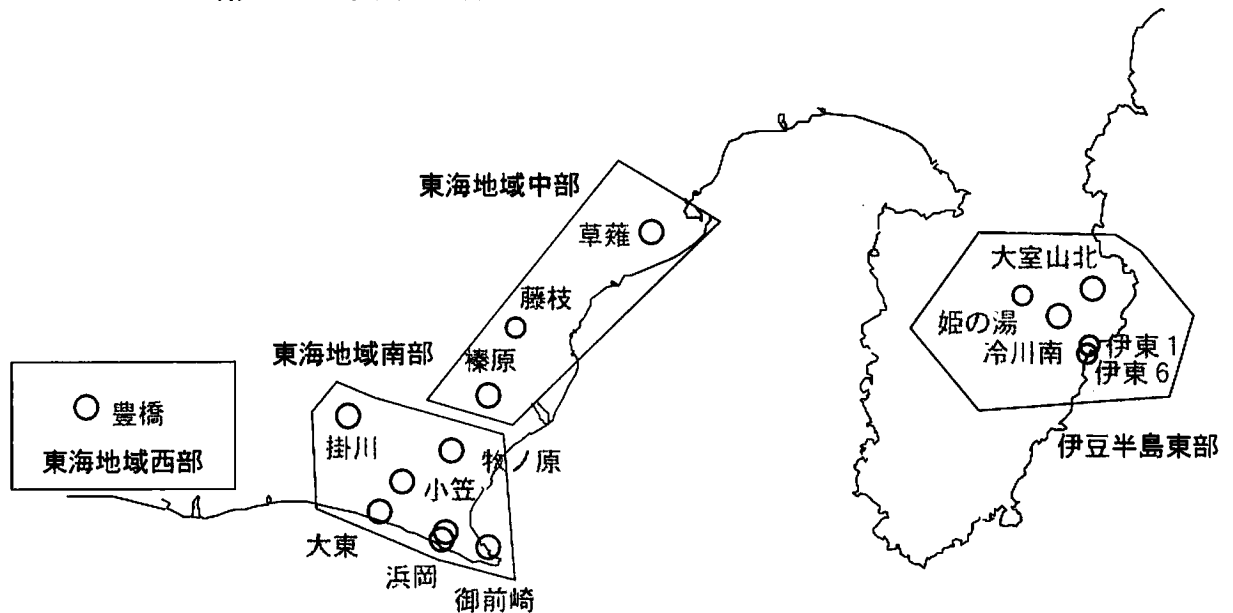 東海地域中部
草薙
藤枝
榛原
東海地域南部
掛川
牧ノ原
小笠
大東
浜岡
御前崎
豊橋
東海地域西部
大室山北
姫の湯
冷川南
伊東1
伊東6
伊豆半島東部